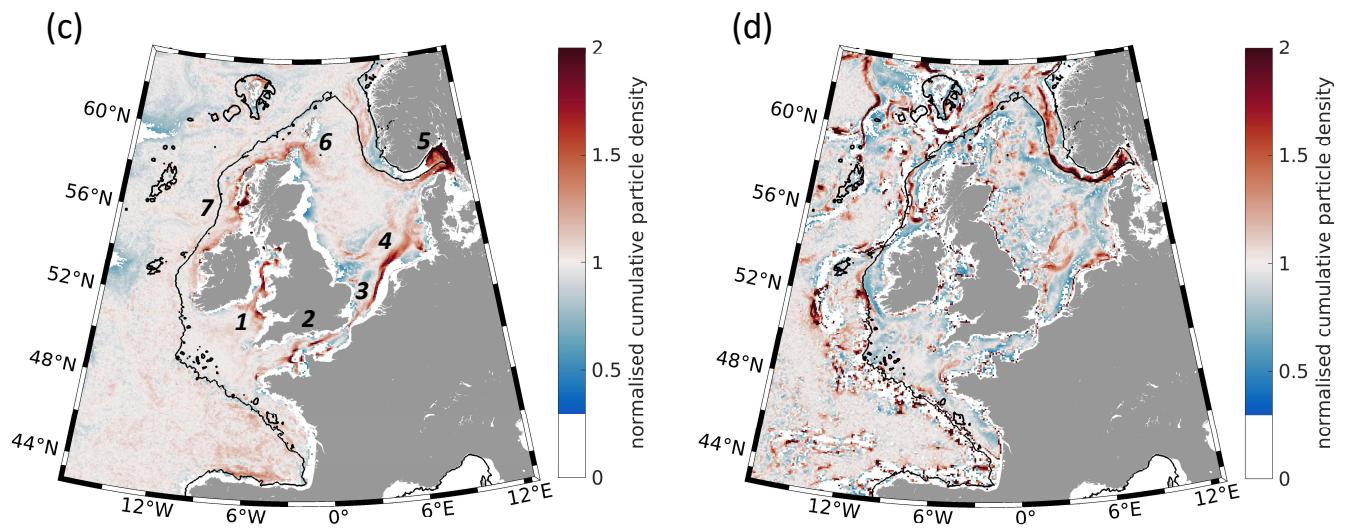 (c)
60°N
56°N
52°N
48°N
44°N
12°W
6°W
0°
6°E
12°E
1
2
3
4
5
6
7
2
1.5
1
0.5
0
normalised cumulative particle density
(d)
60°N
56°N
52°N
48°N
44°N
12°W
6°W
0°
6°E
12°E
2
1.5
1
0.5
0
normalised cumulative particle density